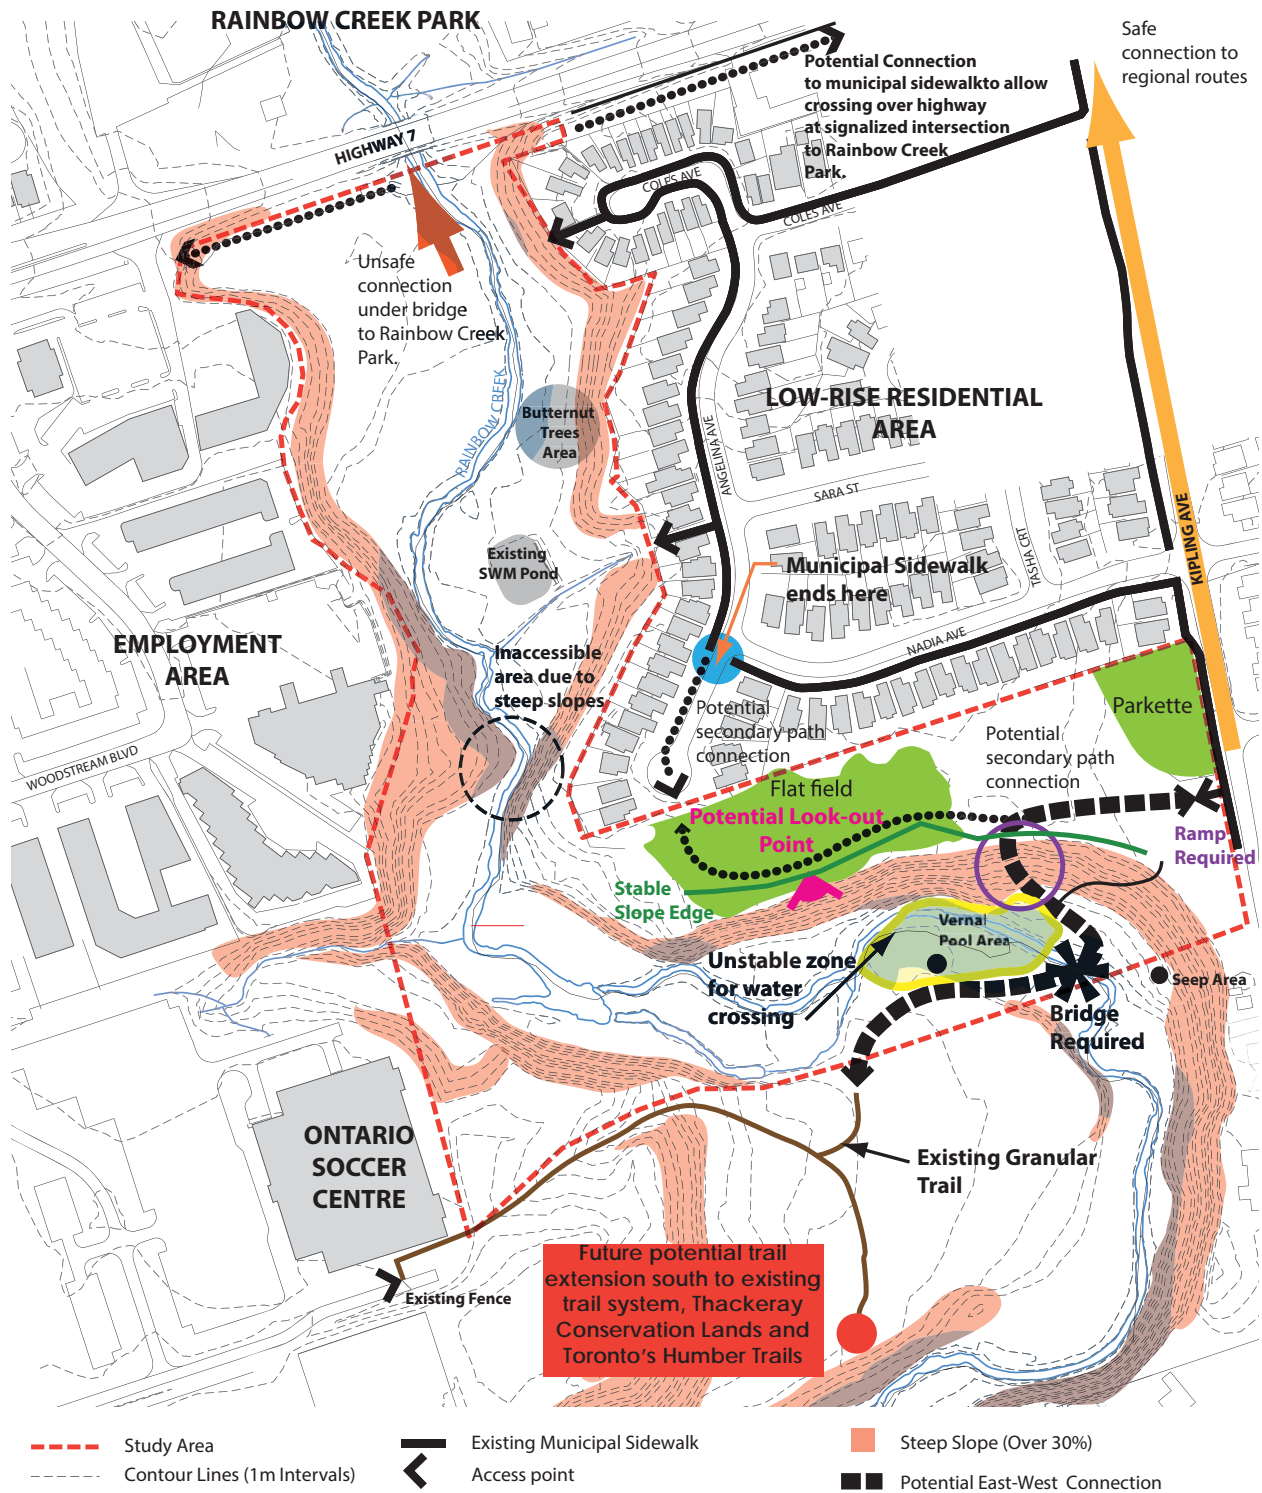 RAINBOW CREEK PARK
Safe
connection to
regional routes
Potential Connection
to municipal sidewalkto allow
crossing over highway
at signalized intersection
to Rainbow Creek
Park.
HIGHWAY 7
COLES AVE
COLES AVE
Unsafe
connection
under bridge
to Rainbow Creek
Park.
RAINBOW CREEK
Butternut
Trees
Area
LOW-RISE RESIDENTIAL
AREA
ANGELINA AVE
SARA ST
TASHA CRT
KIPLING AVE
Existing
SWM Pond
Municipal Sidewalk
ends here
NADIA AVE
EMPLOYMENT
AREA
Inaccessible
area due to
steep slopes
Potential
secondary path
connection
Parkette
Potential
secondary path
connection
WOODSTREAM BLVD
Flat field
Potential Look-out
Point
Ramp
Required
Stable
Slope Edge
Vernal
Pool Area
Unstable zone
for water
crossing
Seep Area
Bridge
Required
ONTARIO
SOCCER
CENTRE
Existing Granular
Trail
Future potential trail
extension south to existing
trail system, Thackeray
Conservation Lands and
Toronto's Humber Trails
Existing Fence
Study Area
Contour Lines (1m Intervals)
Existing Municipal Sidewalk
Access point
Steep Slope (Over 30%)
Potential East-West Connection